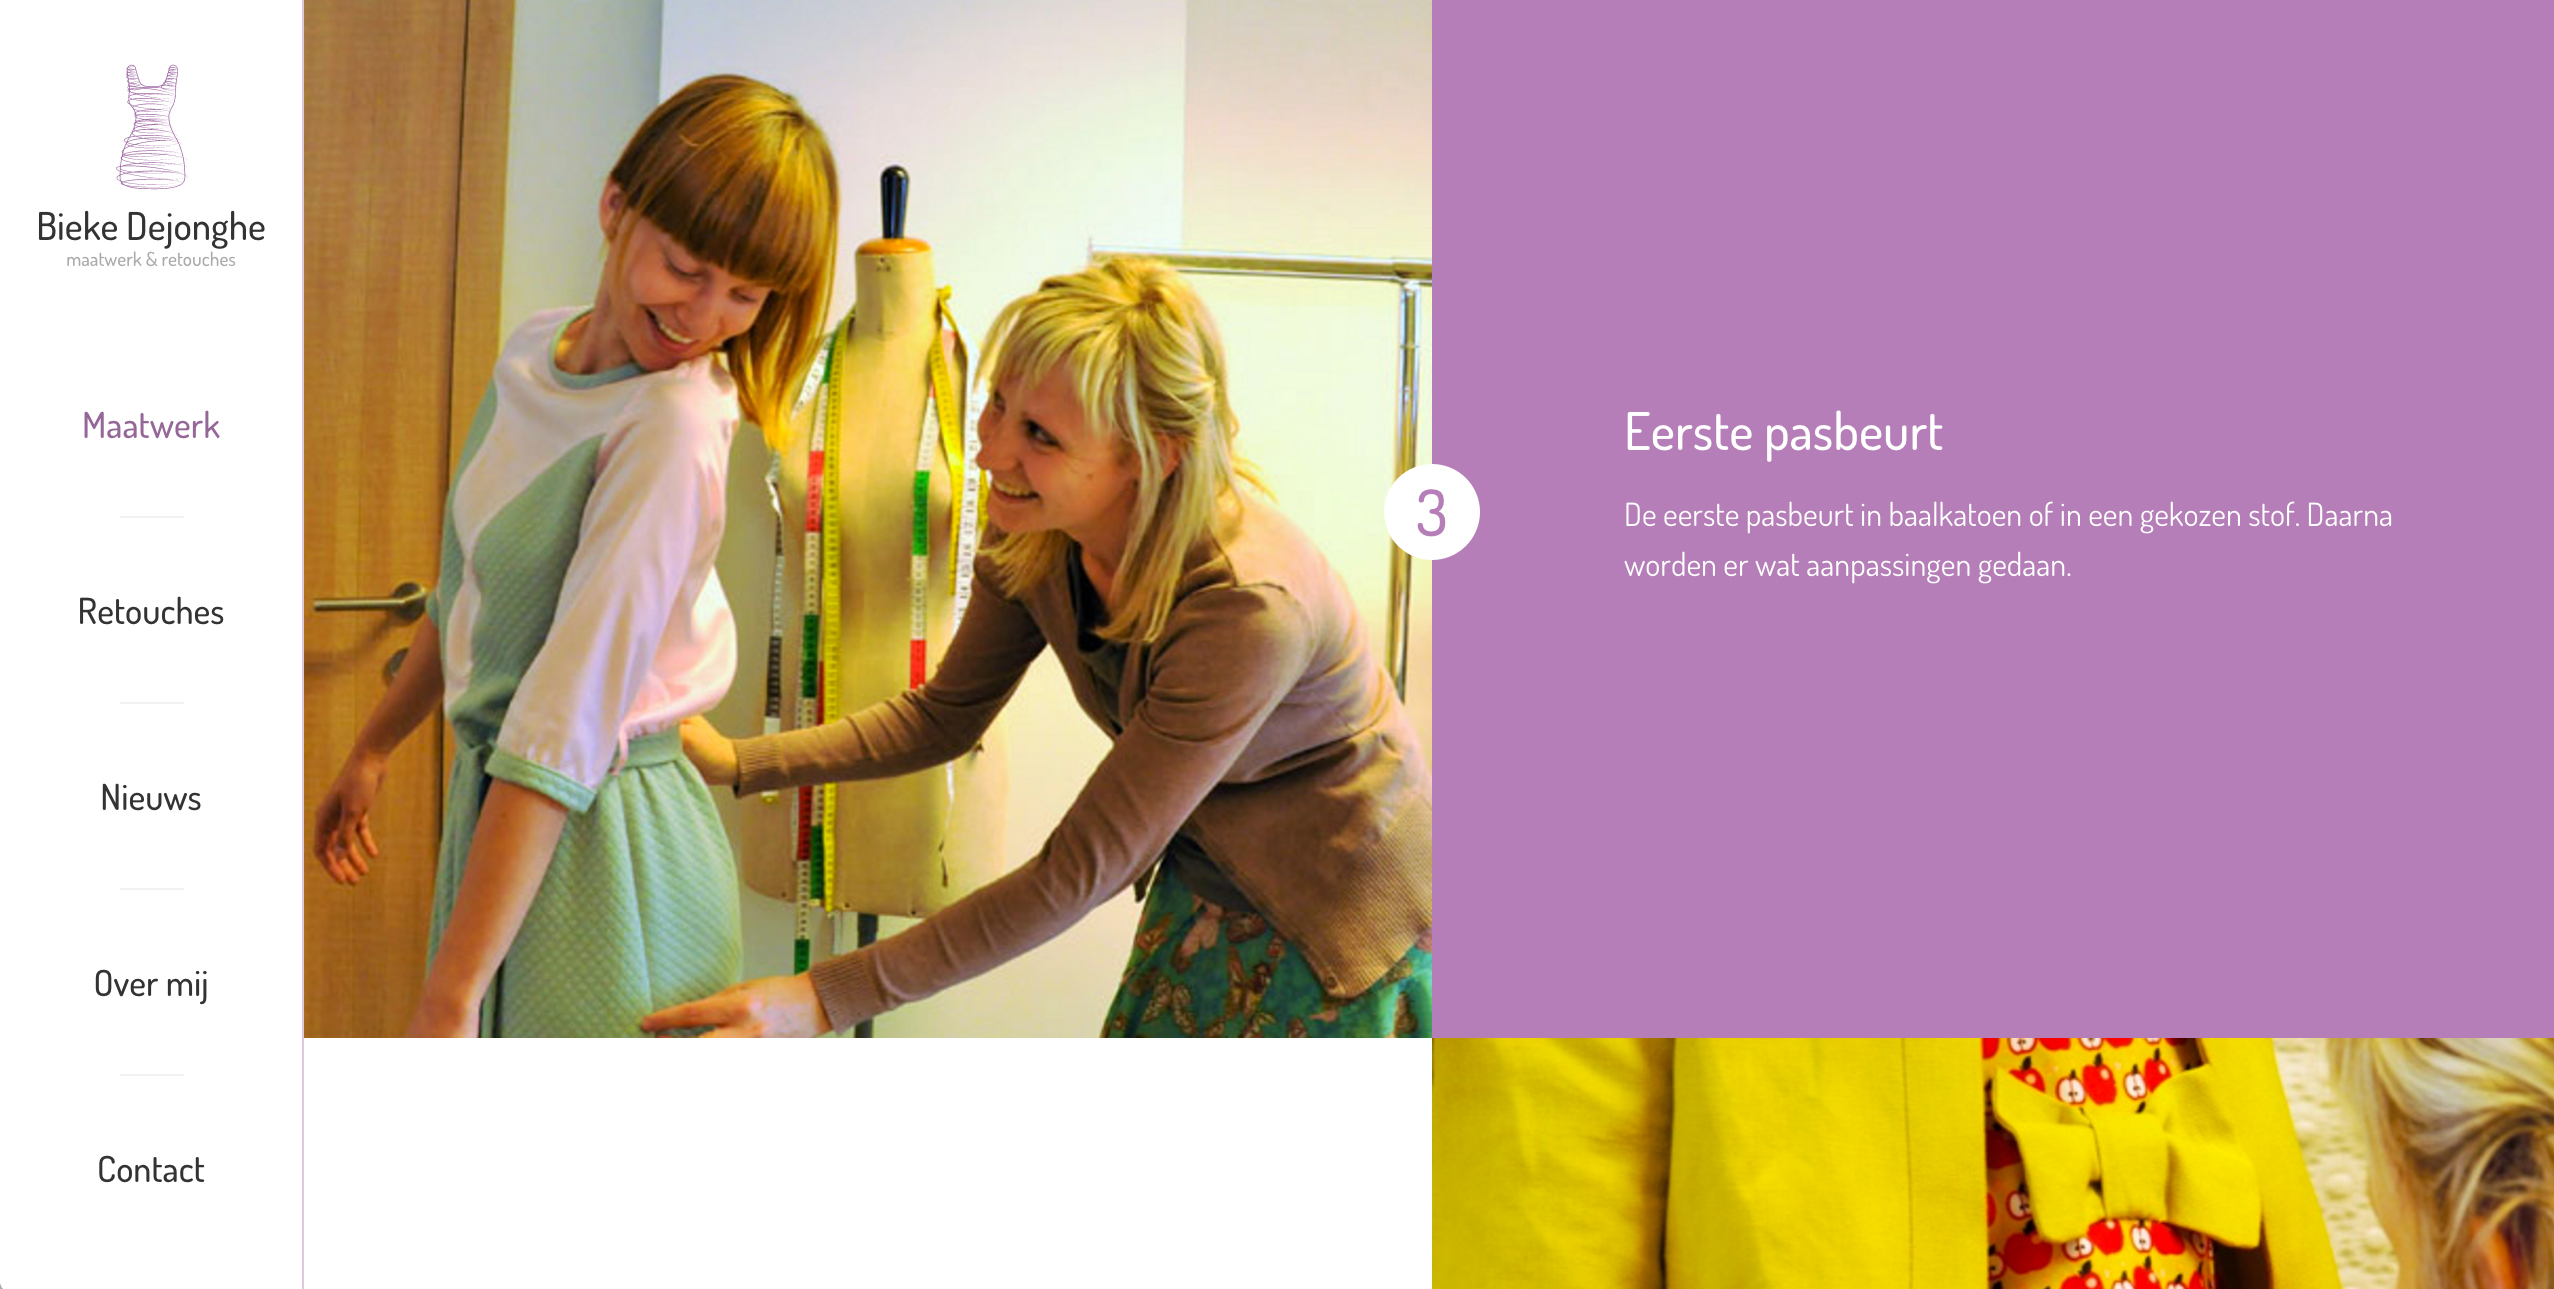 Bieke Dejonghe
maatwerk & retouches
Maatwerk
Retouches
Nieuws
Over mij
Contact
3
Eerste pasbeurt
De eerste pasbeurt in baalkatoen of in een gekozen stof. Daarna
worden er wat aanpassingen gedaan.